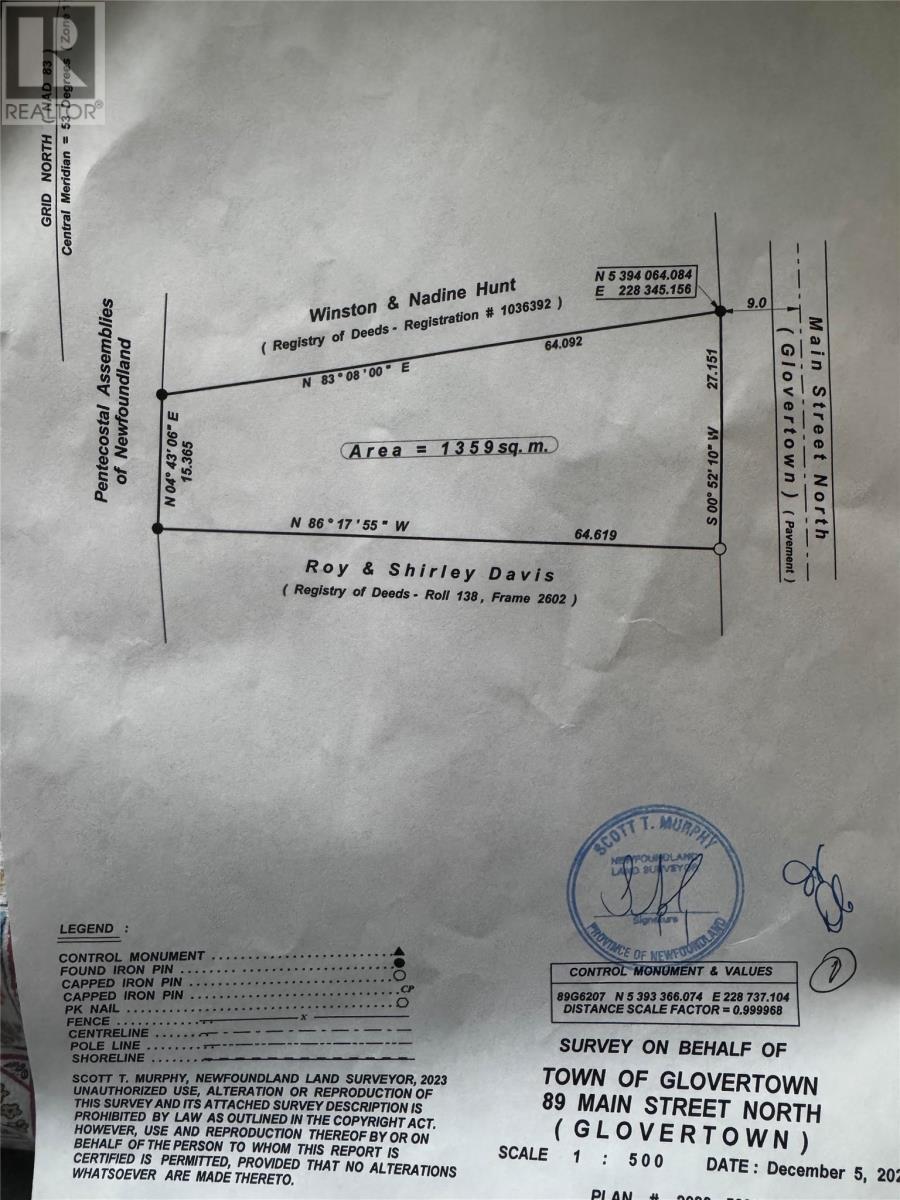 REALTOR®
GRID NORTH ( NAD 83 )
Central Meridian = 53 Degrees ( Zone
Pentecostal Assemblies
of Newfoundland
Winston & Nadine Hunt
( Registry of Deeds - Registration # 1036392 )
N 5 394 064.084
E 228 345.156
9.0
64.092
N 83° 08' 00" E
27.151
S 00° 52' 10" W
Main Street North
( Glovertown ) ( Pavement )
N 04° 43' 06" E
15.365
Area = 1359 sq. m.
N 86° 17' 55" W
64.619
Roy & Shirley Davis
( Registry of Deeds - Roll 138, Frame 2602 )
SCOTT T. MURPHY
NEWFOUNDLAND
LAND SURVEYOR
Signature
PROVINCE OF NEWFOUNDLAND
LEGEND :
CONTROL MONUMENT
FOUND IRON PIN
CAPPED IRON PIN
CAPPED IRON PIN CP
PK NAIL
FENCE x
CENTRELINE
POLE LINE
SHORELINE
SCOTT T. MURPHY, NEWFOUNDLAND LAND SURVEYOR, 2023
UNAUTHORIZED USE, ALTERATION OR REPRODUCTION OF
THIS SURVEY AND ITS ATTACHED SURVEY DESCRIPTION IS
PROHIBITED BY LAW AS OUTLINED IN THE COPYRIGHT ACT.
HOWEVER, USE AND REPRODUCTION THEREOF BY OR ON
BEHALF OF THE PERSON TO WHOM THIS REPORT IS
CERTIFIED IS PERMITTED, PROVIDED THAT NO ALTERATIONS
WHATSOEVER ARE MADE THERETO.
CONTROL MONUMENT & VALUES
89G6207 N 5 393 366.074 E 228 737.104
DISTANCE SCALE FACTOR = 0.999968
SURVEY ON BEHALF OF
TOWN OF GLOVERTOWN
89 MAIN STREET NORTH
( GLOVERTOWN )
SCALE 1 : 500 DATE : December 5, 202
PLAN #